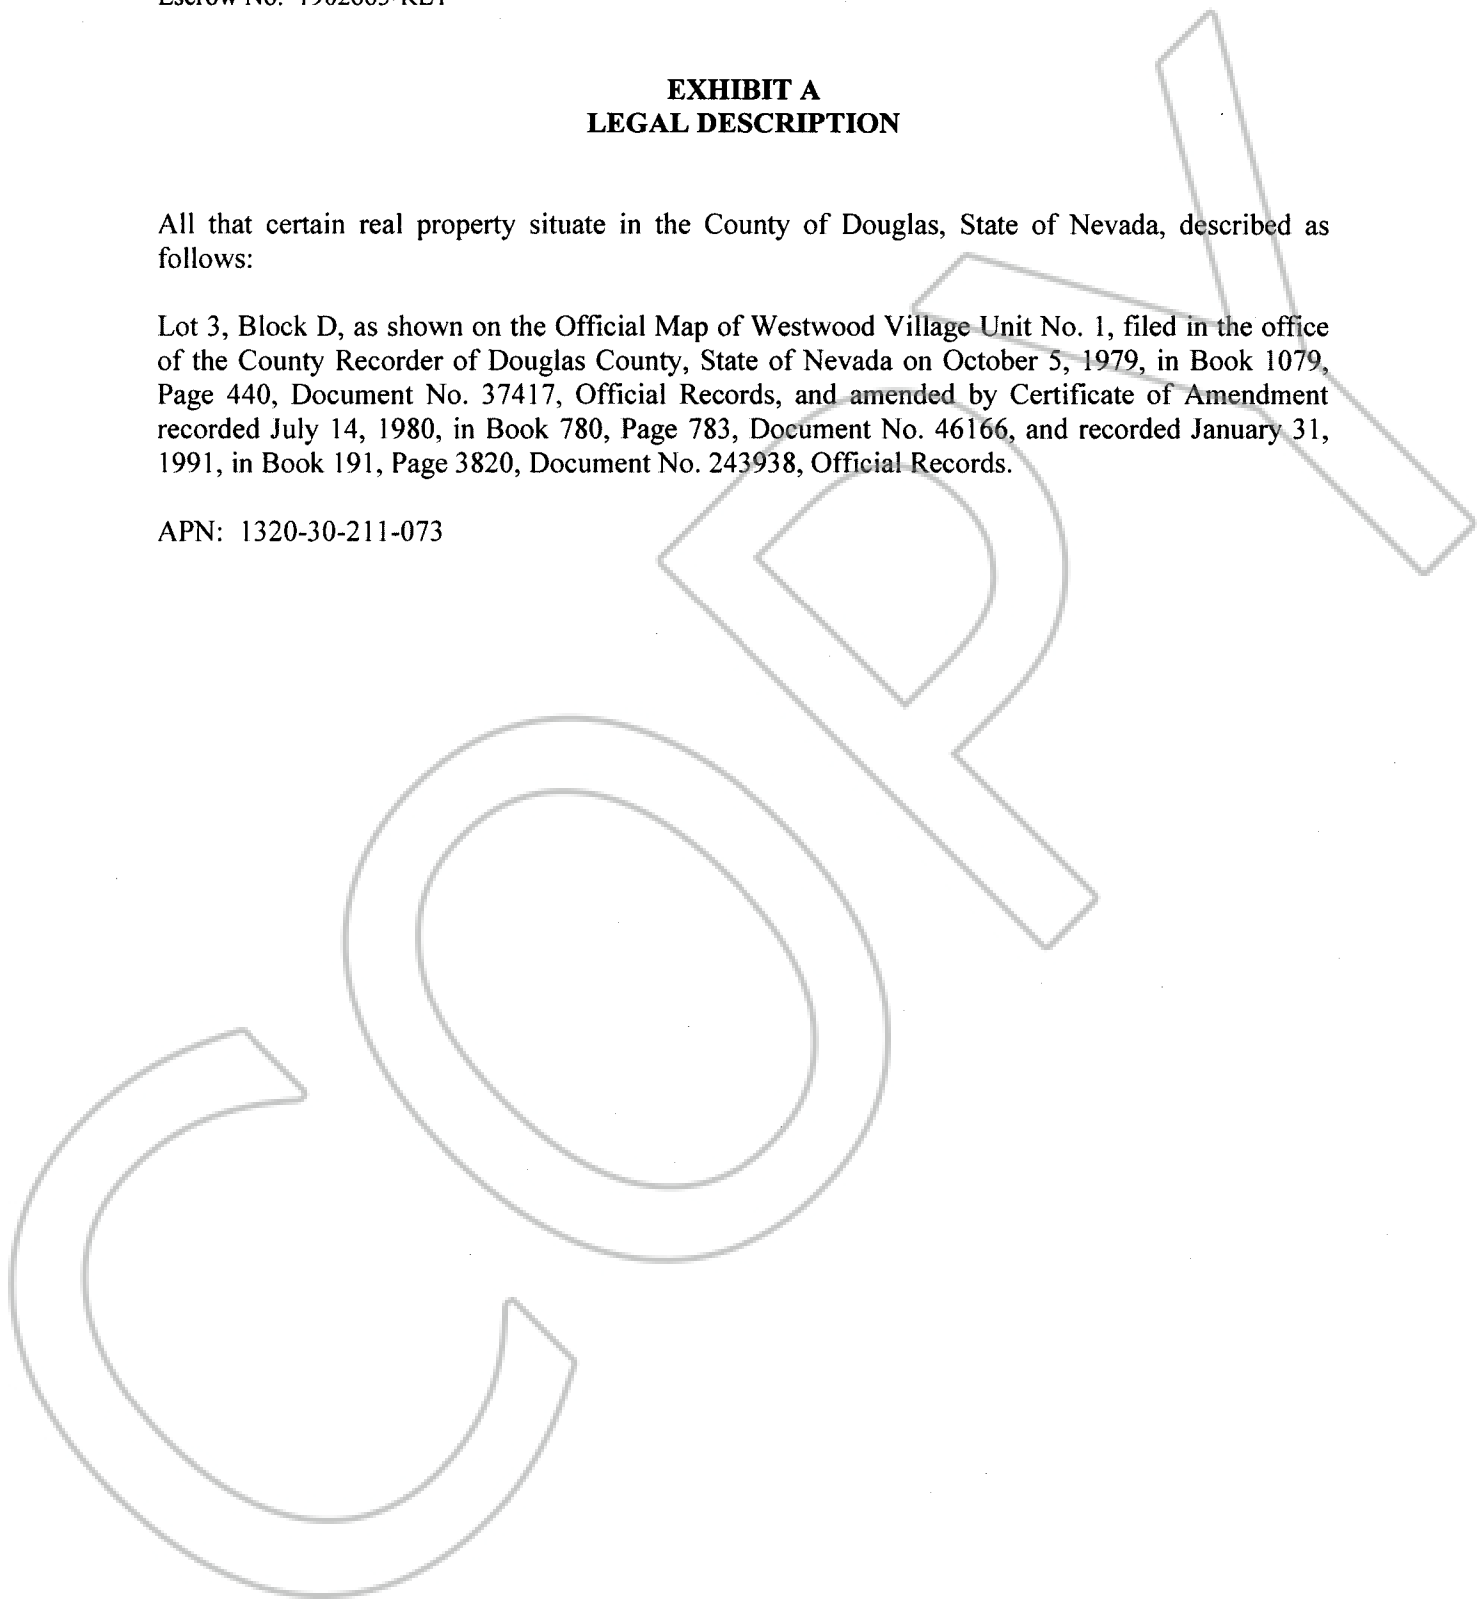 Escrow No.
EXHIBIT A
LEGAL DESCRIPTION
All that certain real property situate in the County of Douglas, State of Nevada, described as
follows:
Lot 3, Block D, as shown on the Official Map of Westwood Village Unit No. 1, filed in the office
of the County Recorder of Douglas County, State of Nevada on October 5, 1979, in Book 1079,
Page 440, Document No. 37417, Official Records, and amended by Certificate of Amendment
recorded July 14, 1980, in Book 780, Page 783, Document No. 46166, and recorded January 31,
1991, in Book 191, Page 3820, Document No. 243938, Official Records.
APN: 1320-30-211-073
COPY